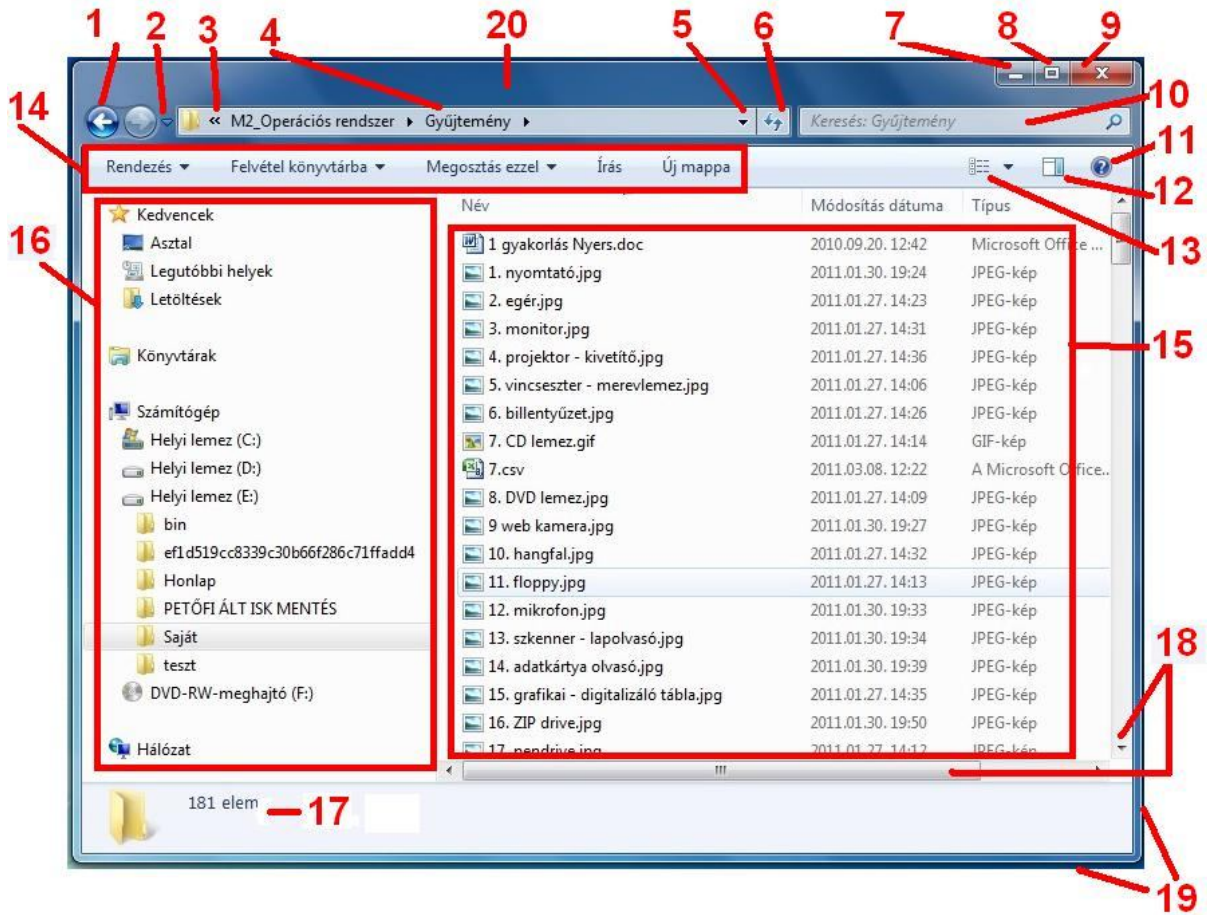 1 2 3 4 20 5 6 7 8 9
14
« M2_Operációs rendszer Gyűjtemény
Keresés: Gyűjtemény
10
Rendezés Felvétel könyvtárba Megosztás ezzel Írás Új mappa
11
12
13
16
Kedvencek
Asztal
Legutóbbi helyek
Letöltések
Könyvtárak
Számítógép
Helyi lemez (C:)
Helyi lemez (D:)
Helyi lemez (E:)
bin
ef1d519cc8339c30b66f286c71ffadd4
Honlap
PETŐFI ÁLT ISK MENTÉS
Saját
teszt
DVD-RW-meghajtó (F:)
Hálózat
Név Módosítás dátuma Típus
1 gyakorlás Nyers.doc 2010.09.20. 12:42 Microsoft Office ...
1. nyomtató.jpg 2011.01.30. 19:24 JPEG-kép
2. egér.jpg 2011.01.27. 14:23 JPEG-kép
3. monitor.jpg 2011.01.27. 14:31 JPEG-kép
4. projektor - kivetítő.jpg 2011.01.27. 14:36 JPEG-kép
5. vincseszter - merevlemez.jpg 2011.01.27. 14:06 JPEG-kép
6. billentyűzet.jpg 2011.01.27. 14:26 JPEG-kép
7. CD lemez.gif 2011.01.27. 14:14 GIF-kép
7.csv 2011.03.08. 12:22 A Microsoft Office...
8. DVD lemez.jpg 2011.01.27. 14:09 JPEG-kép
9 web kamera.jpg 2011.01.30. 19:27 JPEG-kép
10. hangfal.jpg 2011.01.27. 14:32 JPEG-kép
11. floppy.jpg 2011.01.27. 14:13 JPEG-kép
12. mikrofon.jpg 2011.01.30. 19:33 JPEG-kép
13. szkenner - lapolvasó.jpg 2011.01.30. 19:34 JPEG-kép
14. adatkártya olvasó.jpg 2011.01.30. 19:39 JPEG-kép
15. grafikai - digitalizáló tábla.jpg 2011.01.27. 14:35 JPEG-kép
16. ZIP drive.jpg 2011.01.30. 19:50 JPEG-kép
17. pendrive.jpg 2011.01.27. 14:12 JPEG-kép
15
18
181 elem
17
19